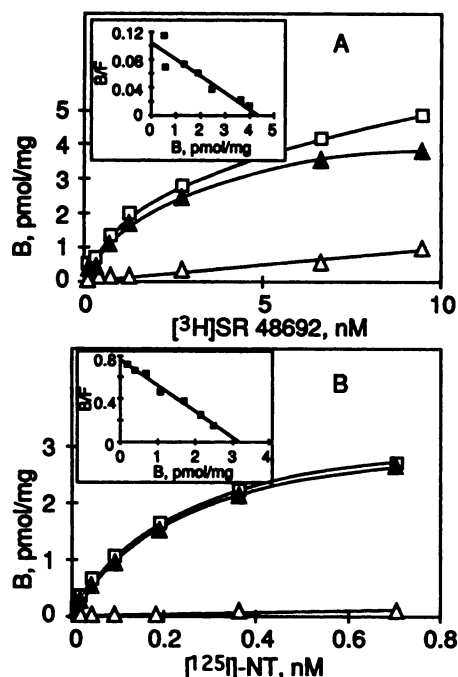 A
0.12
0.08
0.04
0
B/F
0 1 2 3 4 5
B, pmol/mg
5
4
3
2
1
0
B, pmol/mg
0 5 10
[³H]SR 48692, nM
B
0.8
0.4
0
B/F
0 1 2 3 4
B, pmol/mg
3
2
1
0
B, pmol/mg
0 0.2 0.4 0.6 0.8
[¹²⁵I]-NT, nM